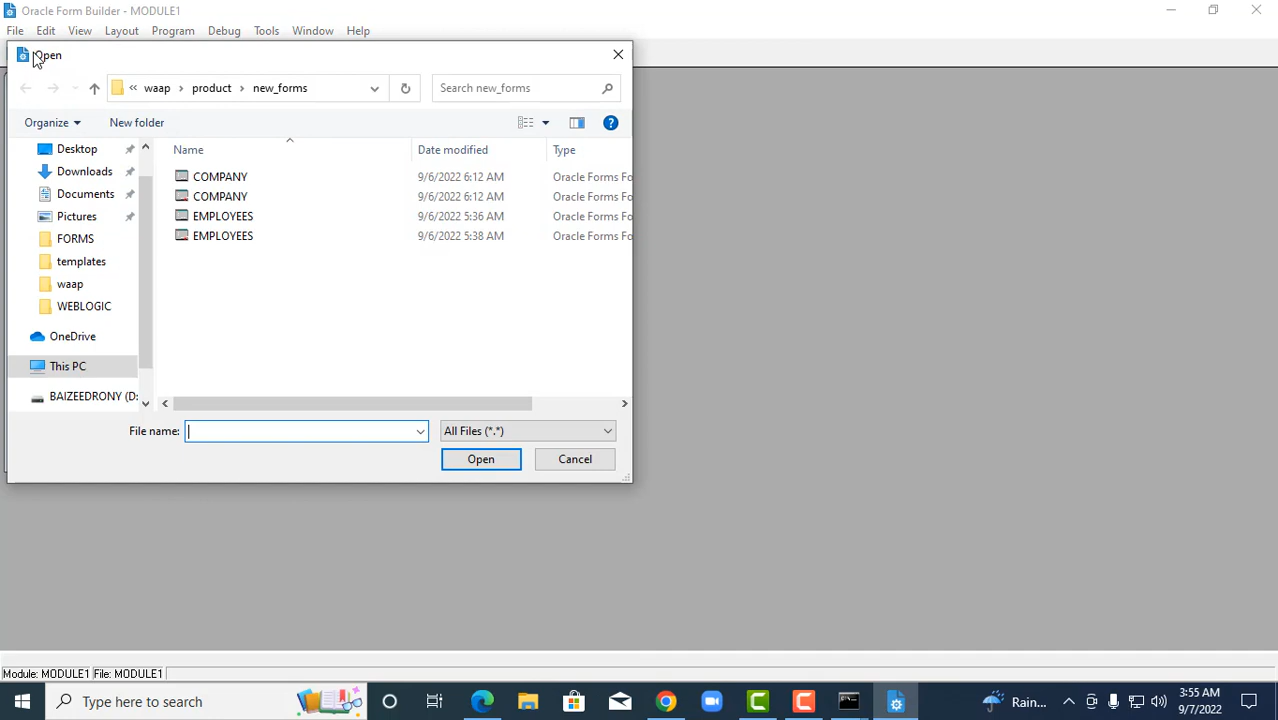 Oracle Form Builder - MODULE1
File Edit View Layout Program Debug Tools Window Help
Open
« waap › product › new_forms
Search new_forms
Organize New folder
Desktop
Downloads
Documents
Pictures
FORMS
templates
waap
WEBLOGIC
OneDrive
This PC
BAIZEEDRONY (D:
Name Date modified Type
COMPANY 9/6/2022 6:12 AM Oracle Forms Fo
COMPANY 9/6/2022 6:12 AM Oracle Forms Fo
EMPLOYEES 9/6/2022 5:36 AM Oracle Forms Fo
EMPLOYEES 9/6/2022 5:38 AM Oracle Forms Fo
File name: All Files (*.*)
Open Cancel
Module: MODULE1 File: MODULE1
Type here to search
Rain...
3:55 AM
9/7/2022